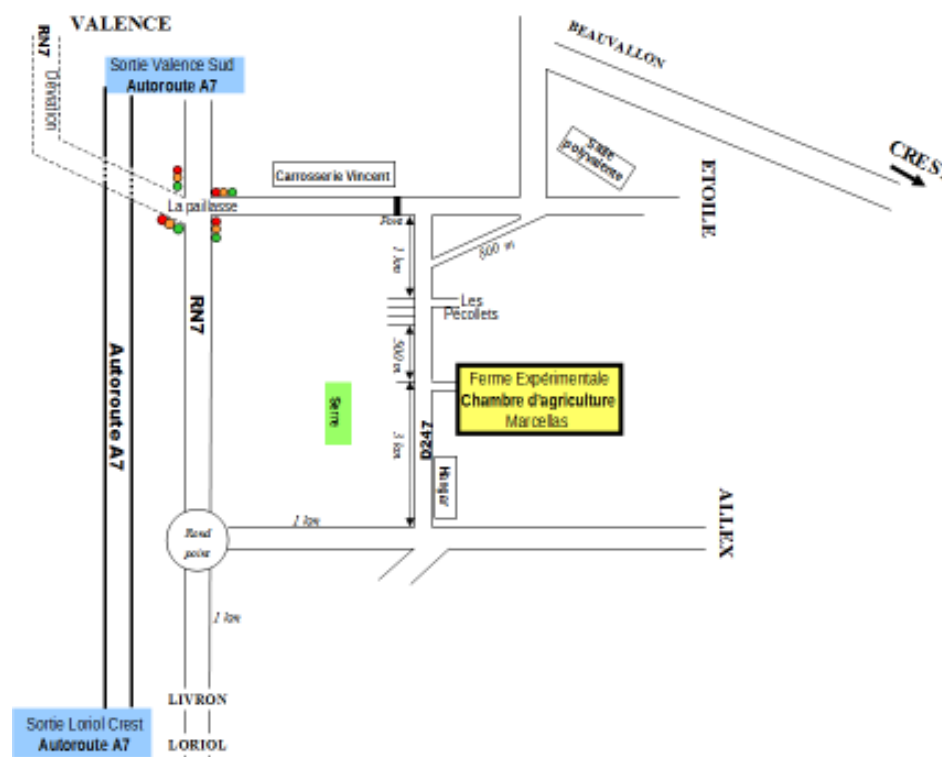 VALENCE
BEAUVALLON
RN7
Sortie Valence Sud
Autoroute A7
Déviation
CREST
Salle
polyvalente
ETOILE
Carrosserie Vincent
La paillasse
Pont
1 km
800 m
Les
Pécollets
RN7
500 m
Autoroute A7
Serre
Ferme Expérimentale
Chambre d'agriculture
Marcellas
3 km
D247
Hangar
ALLEX
1 km
Rond
point
1 km
LIVRON
Sortie Loriol Crest
Autoroute A7
LORIOL